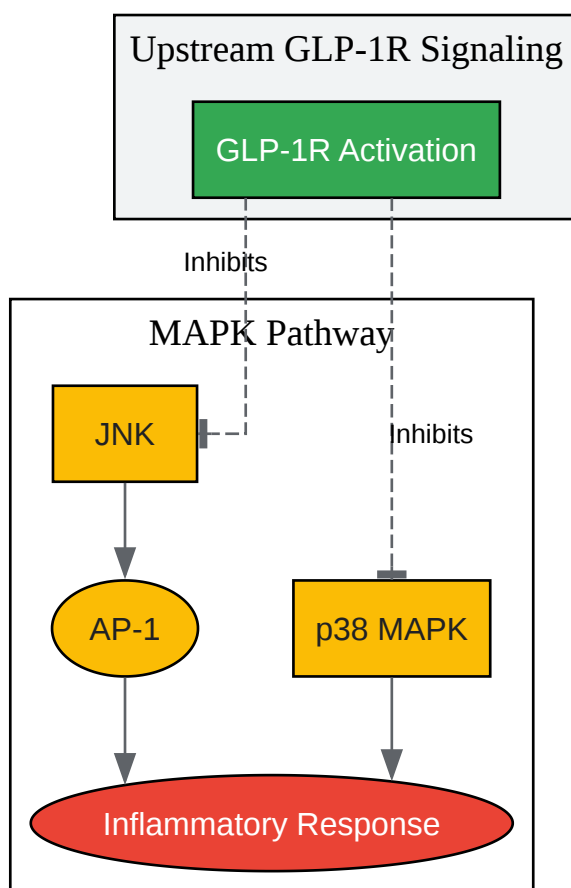 Upstream GLP-1R Signaling
GLP-1R Activation
Inhibits
MAPK Pathway
JNK
Inhibits
AP-1
p38 MAPK
Inflammatory Response